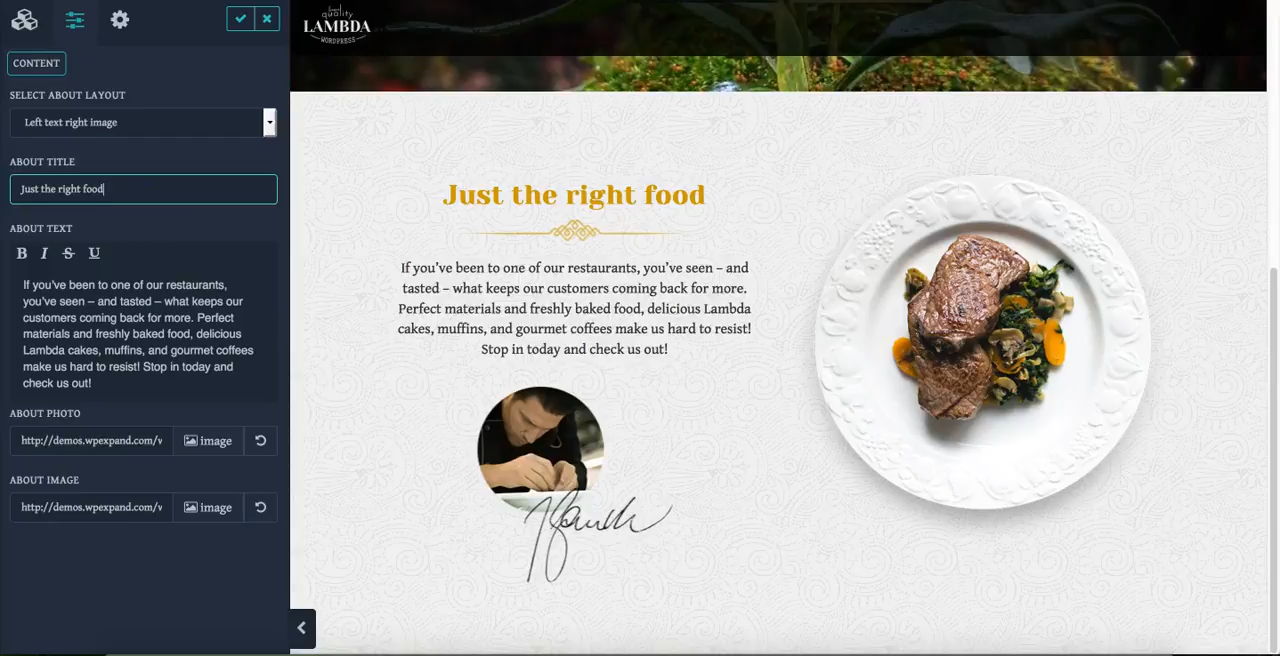 CONTENT
SELECT ABOUT LAYOUT
Left text right image
ABOUT TITLE
Just the right food
ABOUT TEXT
B I S U
If you've been to one of our restaurants,
you've seen – and tasted – what keeps our
customers coming back for more. Perfect
materials and freshly baked food, delicious
Lambda cakes, muffins, and gourmet coffees
make us hard to resist! Stop in today and
check us out!
ABOUT PHOTO
http://demos.wpexpand.com/v
image
ABOUT IMAGE
http://demos.wpexpand.com/v
image
quality
LAMBDA
WORDPRESS
Just the right food
If you've been to one of our restaurants, you've seen – and
tasted – what keeps our customers coming back for more.
Perfect materials and freshly baked food, delicious Lambda
cakes, muffins, and gourmet coffees make us hard to resist!
Stop in today and check us out!